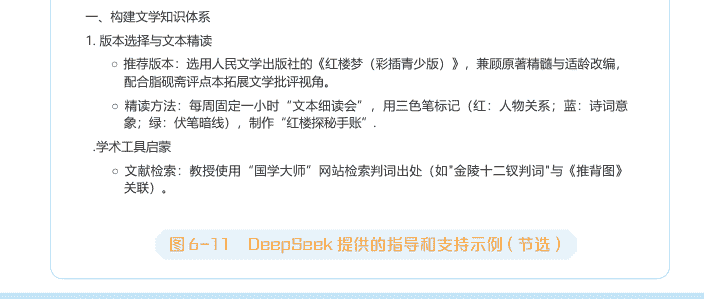 一、构建文学知识体系
1. 版本选择与文本精读
○ 推荐版本：选用人民文学出版社的《红楼梦（彩插青少版）》，兼顾原著精髓与适龄改编，
配合脂砚斋评点本拓展文学批评视角。
○ 精读方法：每周固定一小时“文本细读会”，用三色笔标记（红：人物关系；蓝：诗词意
象；绿：伏笔暗线），制作“红楼探秘手账”.
.学术工具启蒙
○ 文献检索：教授使用“国学大师”网站检索判词出处（如"金陵十二钗判词"与《推背图》
关联）。
图 6-11 DeepSeek 提供的指导和支持示例（节选）